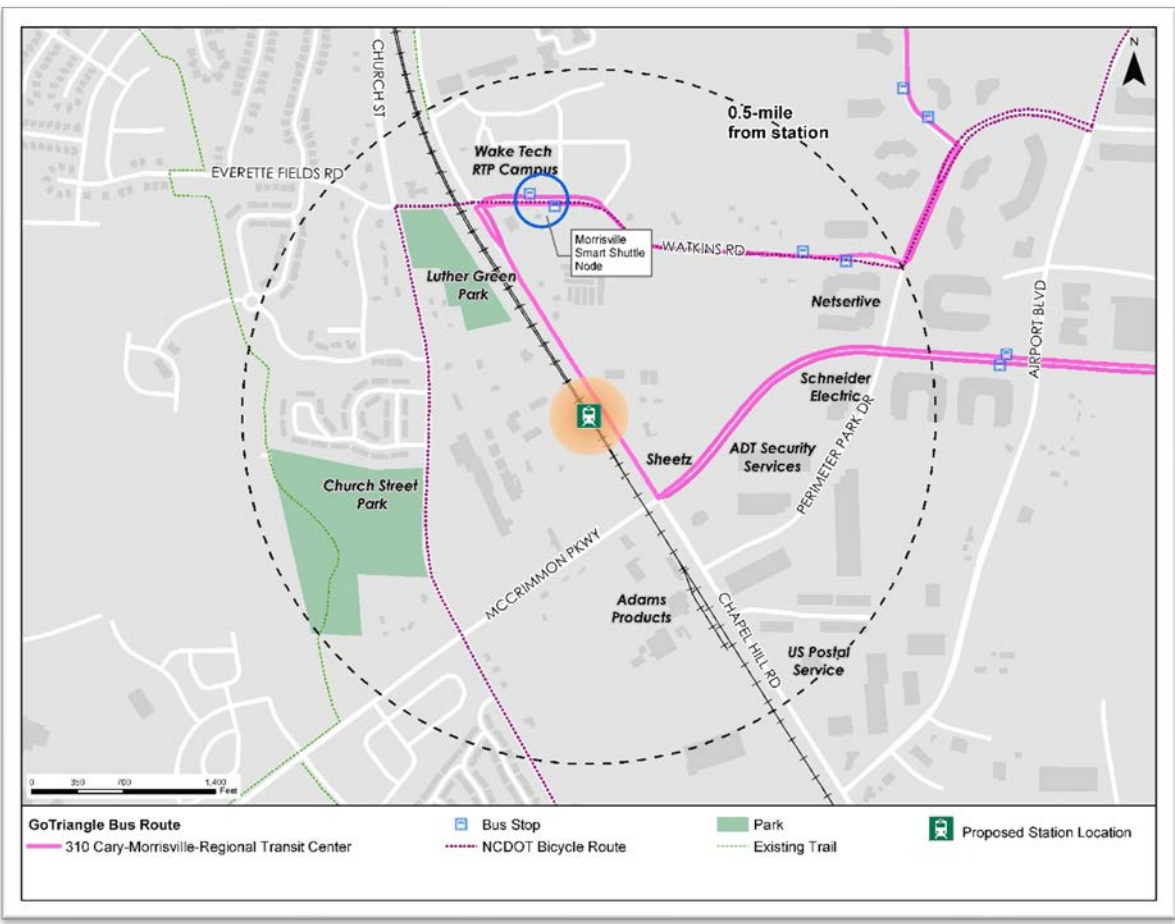 N
CHURCH ST
0.5-mile
from station
Wake Tech
RTP Campus
EVERETTE FIELDS RD
Morrisville
Smart Shuttle
Node
WATKINS RD
Luther Green
Park
Netsertive
AIRPORT BLVD
Schneider
Electric
PERIMETER PARK DR
ADT Security
Services
Sheetz
Church Street
Park
MCCRIMMON PKWY
Adams
Products
CHAPEL HILL RD
US Postal
Service
0 350 700 1,400
Feet
GoTriangle Bus Route
310 Cary-Morrisville-Regional Transit Center
Bus Stop
NCDOT Bicycle Route
Park
Existing Trail
Proposed Station Location